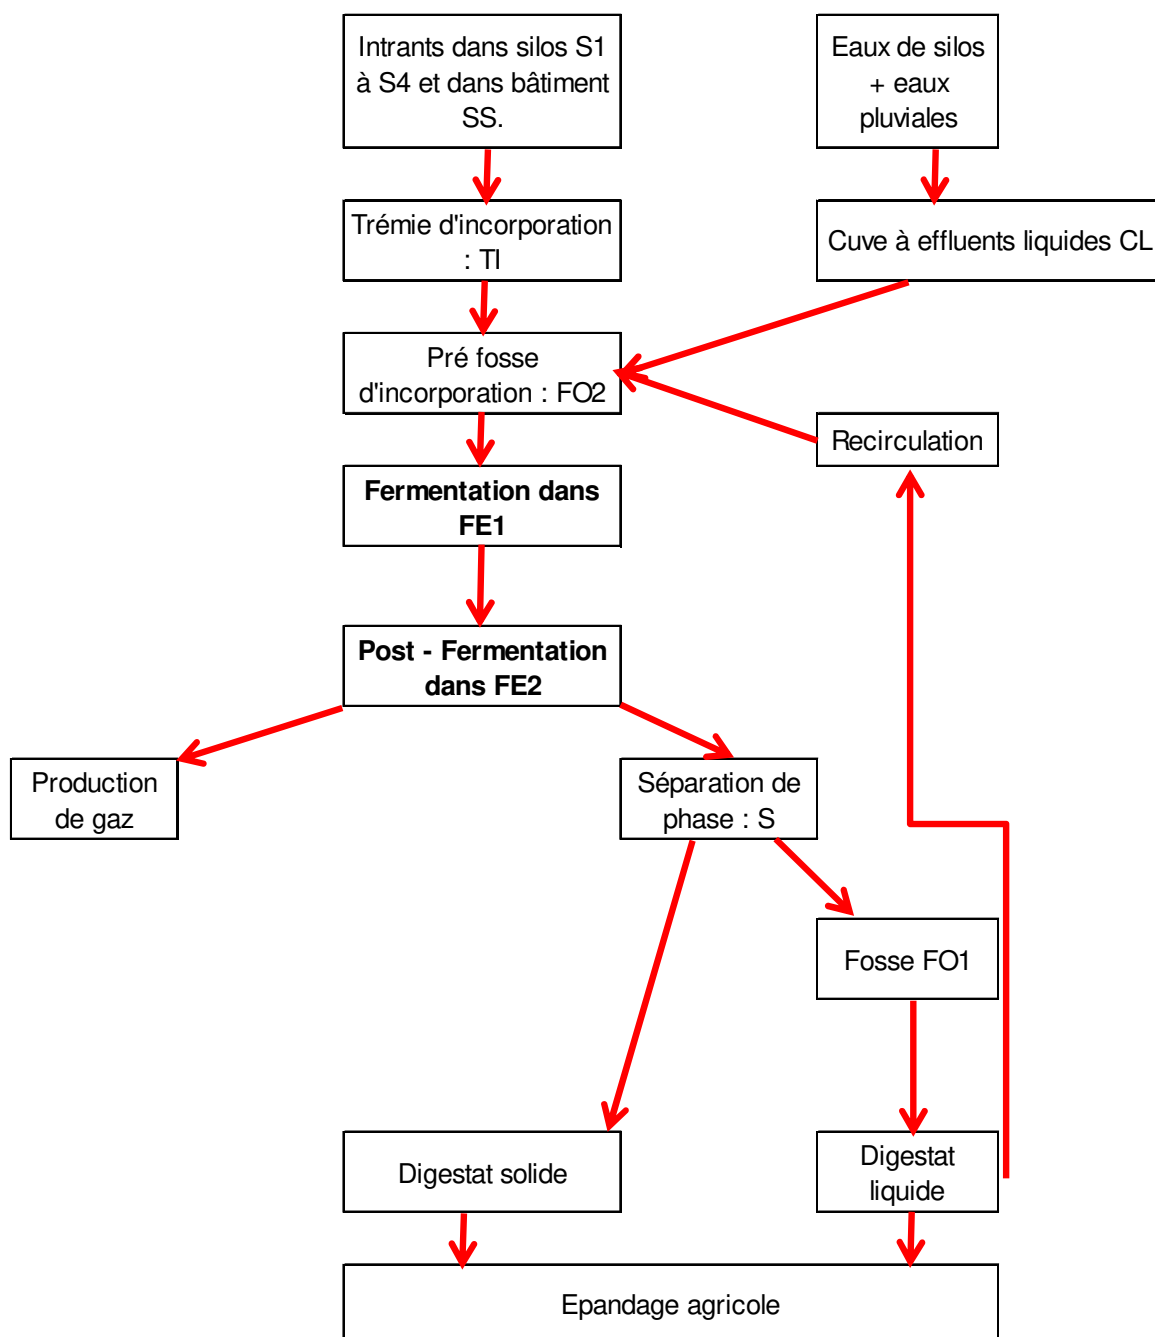 Intrants dans silos S1
à S4 et dans bâtiment
SS.
Eaux de silos
+ eaux
pluviales
Trémie d'incorporation
: TI
Cuve à effluents liquides CL
Pré fosse
d'incorporation : FO2
Recirculation
Fermentation dans
FE1
Post - Fermentation
dans FE2
Production
de gaz
Séparation de
phase : S
Fosse FO1
Digestat solide
Digestat
liquide
Epandage agricole